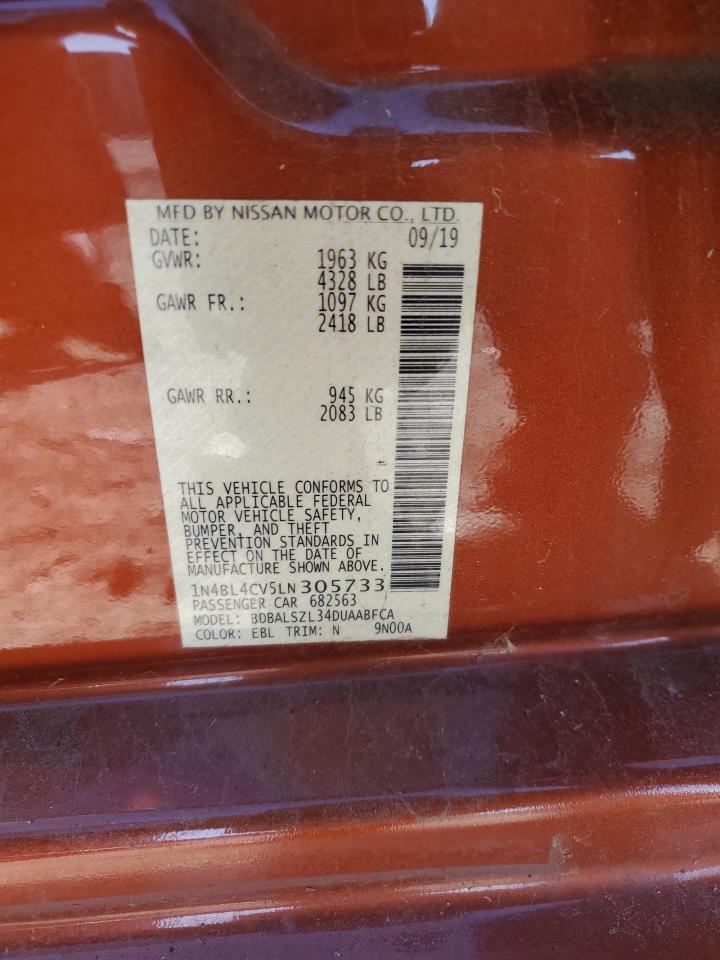 MFD BY NISSAN MOTOR CO., LTD.
DATE: 09/19
GVWR: 1963 KG
4328 LB
GAWR FR.: 1097 KG
2418 LB
GAWR RR.: 945 KG
2083 LB
THIS VEHICLE CONFORMS TO
ALL APPLICABLE FEDERAL
MOTOR VEHICLE SAFETY,
BUMPER, AND THEFT
PREVENTION STANDARDS IN
EFFECT ON THE DATE OF
MANUFACTURE SHOWN ABOVE.
1N4BL4CV5LN305733
PASSENGER CAR 682563
MODEL: BDBALSZL34DUAABFCA
COLOR: EBL TRIM: N 9N00A